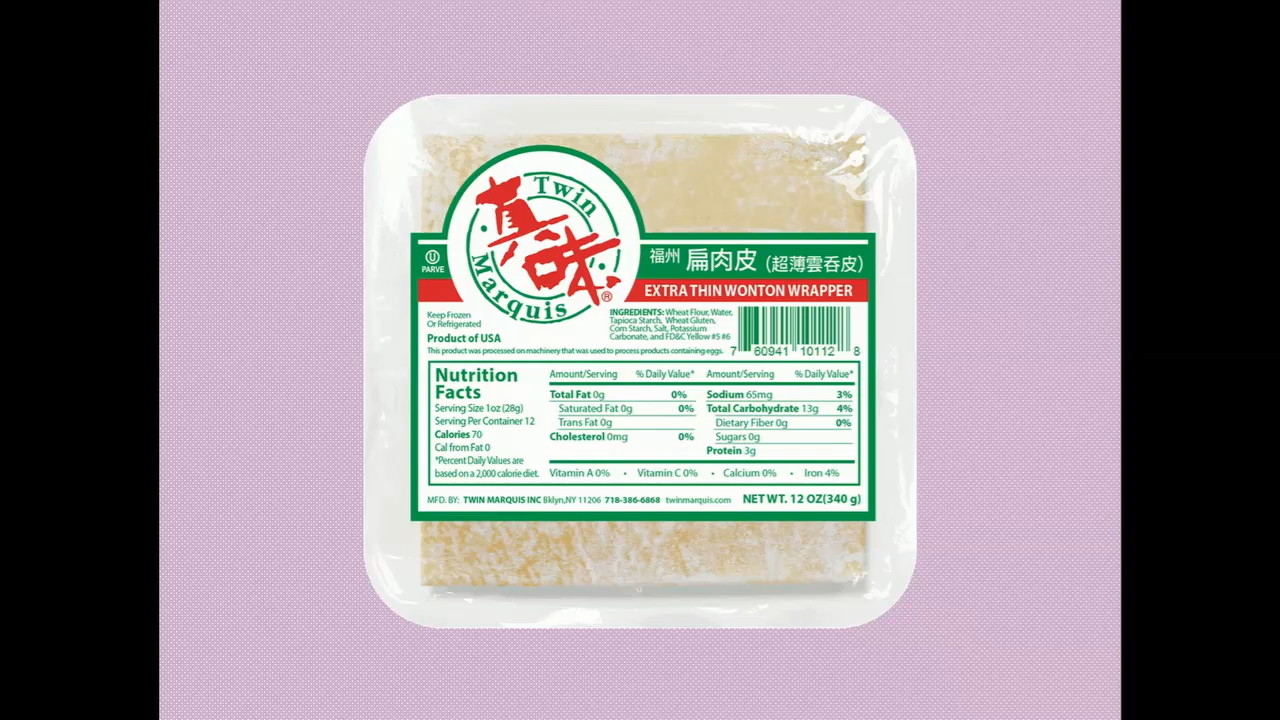 Twin
真味
Marquis
®
U
PARVE
福州 扁肉皮 (超薄雲吞皮)
EXTRA THIN WONTON WRAPPER
Keep Frozen
Or Refrigerated
Product of USA
INGREDIENTS: Wheat Flour, Water,
Tapioca Starch, Wheat Gluten,
Corn Starch, Salt, Potassium
Carbonate, and FD&C Yellow #5 #6
This product was processed on machinery that was used to process products containing eggs.
7 60941 10112 8
Nutrition
Facts
Serving Size 1oz (28g)
Serving Per Container 12
Calories 70
Cal from Fat 0
*Percent Daily Values are
based on a 2,000 calorie diet.
Amount/Serving % Daily Value*
Total Fat 0g 0%
Saturated Fat 0g 0%
Trans Fat 0g
Cholesterol 0mg 0%
Amount/Serving % Daily Value*
Sodium 65mg 3%
Total Carbohydrate 13g 4%
Dietary Fiber 0g 0%
Sugars 0g
Protein 3g
Vitamin A 0% • Vitamin C 0% • Calcium 0% • Iron 4%
MFD. BY: TWIN MARQUIS INC Bklyn,NY 11206 718-386-6868 twinmarquis.com NET WT. 12 OZ(340 g)